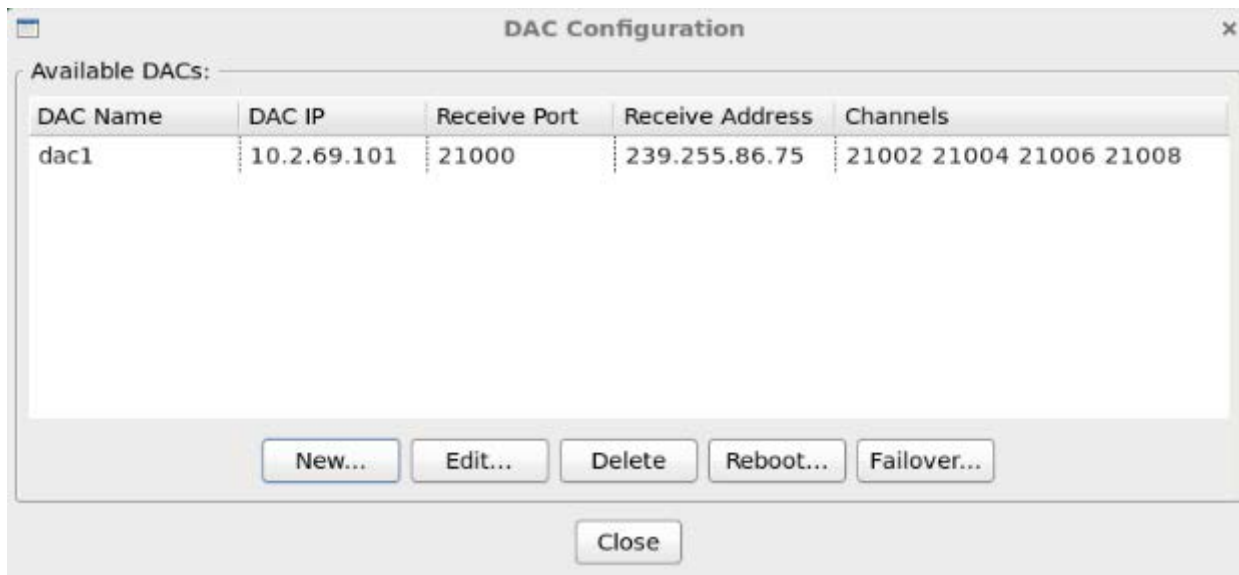 DAC Configuration
Available DACs:
DAC Name DAC IP Receive Port Receive Address Channels
dac1 10.2.69.101 21000 239.255.86.75 21002 21004 21006 21008
New... Edit... Delete Reboot... Failover...
Close